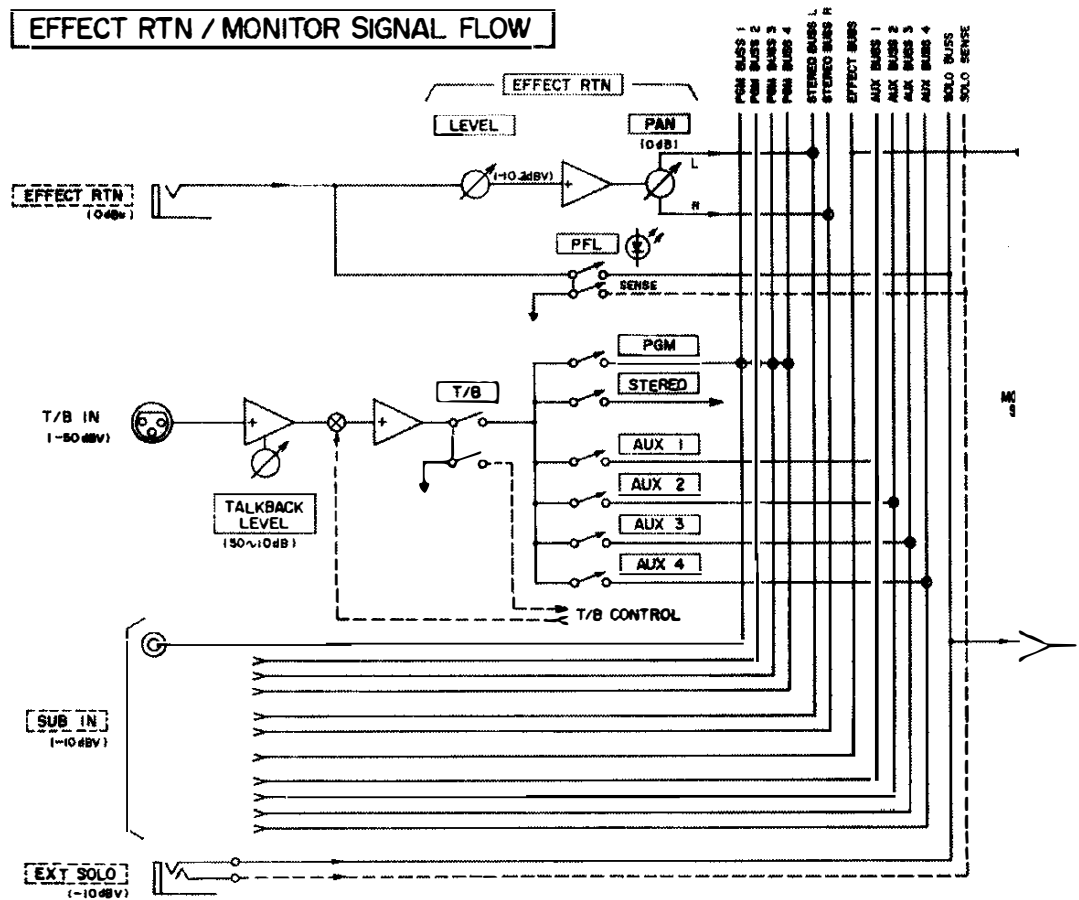 EFFECT RTN / MONITOR SIGNAL FLOW
PGM BUSS 1
PGM BUSS 2
PGM BUSS 3
PGM BUSS 4
STEREO BUSS L
STEREO BUSS R
EFFECT BUSS
AUX BUSS 1
AUX BUSS 2
AUX BUSS 3
AUX BUSS 4
SOLO BUSS
SOLO SENSE
EFFECT RTN
LEVEL
PAN
(0dB)
L
(-10.2dBV)
+
EFFECT RTN
R
PFL
SENSE
PGM
STEREO
T/B
T/B IN
(-50dBV)
+
+
AUX 1
AUX 2
AUX 3
AUX 4
TALKBACK
LEVEL
(50~10dB)
T/B CONTROL
SUB IN
(-10dBV)
EXT SOLO
(-10dBV)